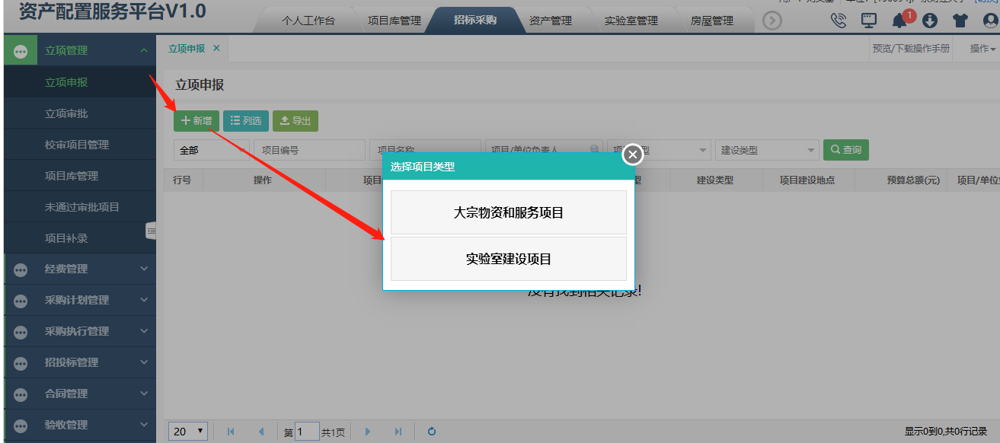 资产配置服务平台V1.0
个人工作台
项目库管理
招标采购
资产管理
实验室管理
房屋管理
1
立项管理
立项申报
立项审批
校审项目管理
项目库管理
未通过审批项目
项目补录
经费管理
采购计划管理
采购执行管理
招投标管理
合同管理
验收管理
立项申报 ×
预览/下载操作手册
操作
立项申报
新增
列选
导出
全部
项目编号
项目名称
项目/单位负责人
型
建设类型
查询
行号
操作
项目
型
建设类型
项目建设地点
预算总额(元)
项目/单位
选择项目类型
大宗物资和服务项目
实验室建设项目
没有找到相关记录!
20
第 1 共1页
显示0到0,共0行记录